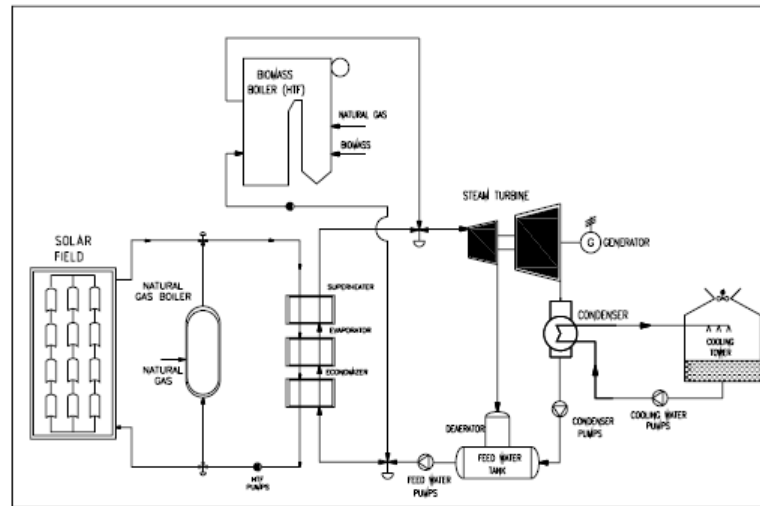 BIOMASS
BOILER (HTF)
NATURAL GAS
BIOMASS
STEAM TURBINE
SOLAR
FIELD
G
GENERATOR
NATURAL
GAS BOILER
SUPERHEATER
CONDENSER
EVAPORATOR
COOLING
TOWER
NATURAL
GAS
ECONOMIZER
DEAERATOR
CONDENSER
PUMPS
COOLING WATER
PUMPS
HTF
PUMPS
FEED WATER
PUMPS
FEED WATER
TANK